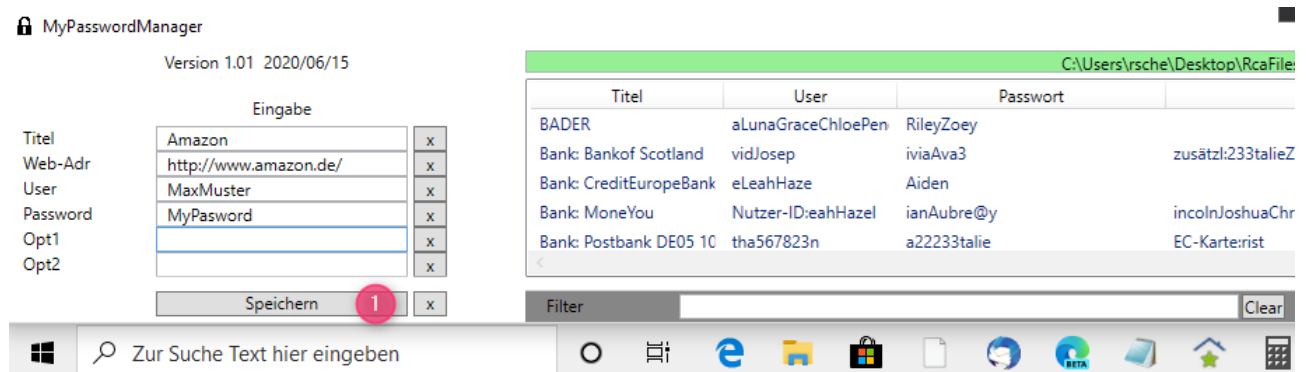 MyPasswordManager
Version 1.01 2020/06/15
Eingabe
Titel Amazon x
Web-Adr http://www.amazon.de/ x
User MaxMuster x
Password MyPasword x
Opt1 x
Opt2 x
Speichern 1 x
C:\Users\rsche\Desktop\RcaFiles
Titel User Passwort
BADER aLunaGraceChloePen RileyZoey
Bank: Bankof Scotland vidJosep iviaAva3 zusätzl:233talieZ
Bank: CreditEuropeBank eLeahHaze Aiden
Bank: MoneYou Nutzer-ID:eahHazel ianAubre@y incolnJoshuaChr
Bank: Postbank DE05 10 tha567823n a22233talie EC-Karte:rist
Filter Clear
Zur Suche Text hier eingeben
BETA